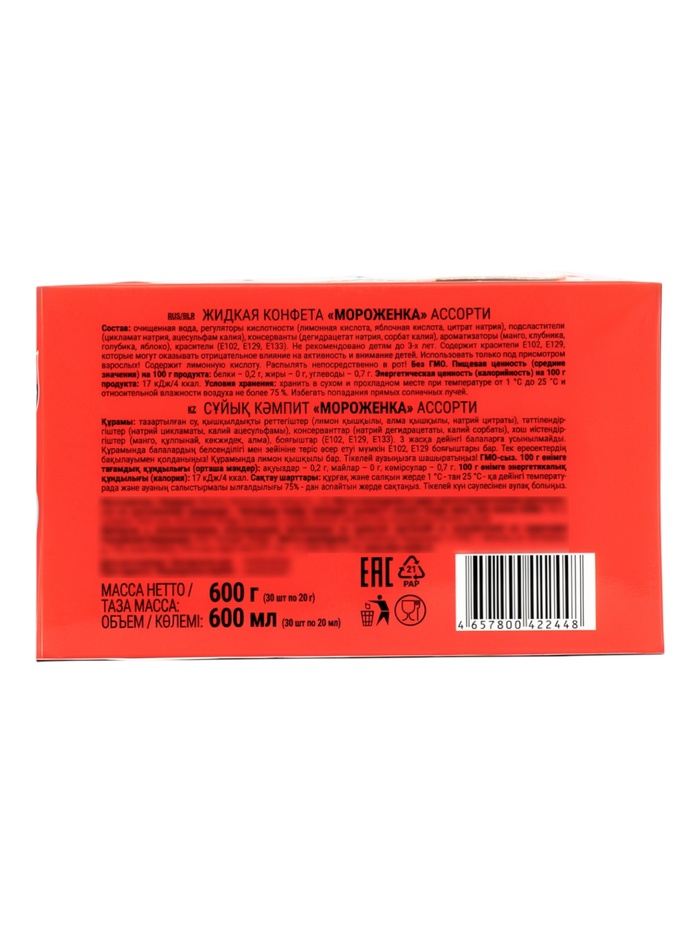 RUS/BLR ЖИДКАЯ КОНФЕТА «МОРОЖЕНКА» АССОРТИ
Состав: очищенная вода, регуляторы кислотности (лимонная кислота, яблочная кислота, цитрат натрия), подсластители
(цикламат натрия, ацесульфам калия), консерванты (дегидрацетат натрия, сорбат калия), ароматизаторы (манго, клубника,
голубика, яблоко), красители (Е102, Е129, Е133). Не рекомендовано детям до 3-х лет. Содержит красители Е102, Е129,
которые могут оказывать отрицательное влияние на активность и внимание детей. Использовать только под присмотром
взрослых! Содержит лимонную кислоту. Распылять непосредственно в рот! Без ГМО. Пищевая ценность (средние
значения) на 100 г продукта: белки – 0,2 г, жиры – 0 г, углеводы – 0,7 г. Энергетическая ценность (калорийность) на 100 г
продукта: 17 кДж/4 ккал. Условия хранения: хранить в сухом и прохладном месте при температуре от 1 °С до 25 °С и
относительной влажности воздуха не более 75 %. Избегать попадания прямых солнечных лучей.
KZ СҰЙЫҚ КӘМПИТ «МОРОЖЕНКА» АССОРТИ
Құрамы: тазартылған су, қышқылдықты реттегіштер (лимон қышқылы, алма қышқылы, натрий цитраты), тәттілендір-
гіштер (натрий цикламаты, калий ацесульфамы), консерванттар (натрий дегидрацетаты, калий сорбаты), хош иістендір-
гіштер (манго, құлпынай, көкжидек, алма), бояғыштар (Е102, Е129, Е133). 3 жасқа дейінгі балаларға ұсынылмайды.
Құрамында балалардың белсенділігі мен зейініне теріс әсер етуі мүмкін Е102, Е129 бояғыштары бар. Тек ересектердің
бақылауымен қолданыңыз! Құрамында лимон қышқылы бар. Тікелей ауаңызға шашыратыңыз! ГМО-сыз. 100 г өнімге
тағамдық құндылығы (орташа мәндер): ақуыздар – 0,2 г, майлар – 0 г, көмірсулар – 0,7 г. 100 г өнімге энергетикалық
құндылығы (калория): 17 кДж/4 ккал. Сақтау шарттары: құрғақ және салқын жерде 1 °С - тан 25 °С - қа дейінгі температу-
рада және ауаның салыстырмалы ылғалдылығы 75% - дан аспайтын жерде сақтаңыз. Тікелей күн сәулесінен аулақ болыңыз.
МАССА НЕТТО /
ТАЗА МАССА: 600 г (30 шт по 20 г)
ОБЪЕМ / КӨЛЕМІ: 600 мл (30 шт по 20 мл)
EAC
21
PAP
4 657800 422448